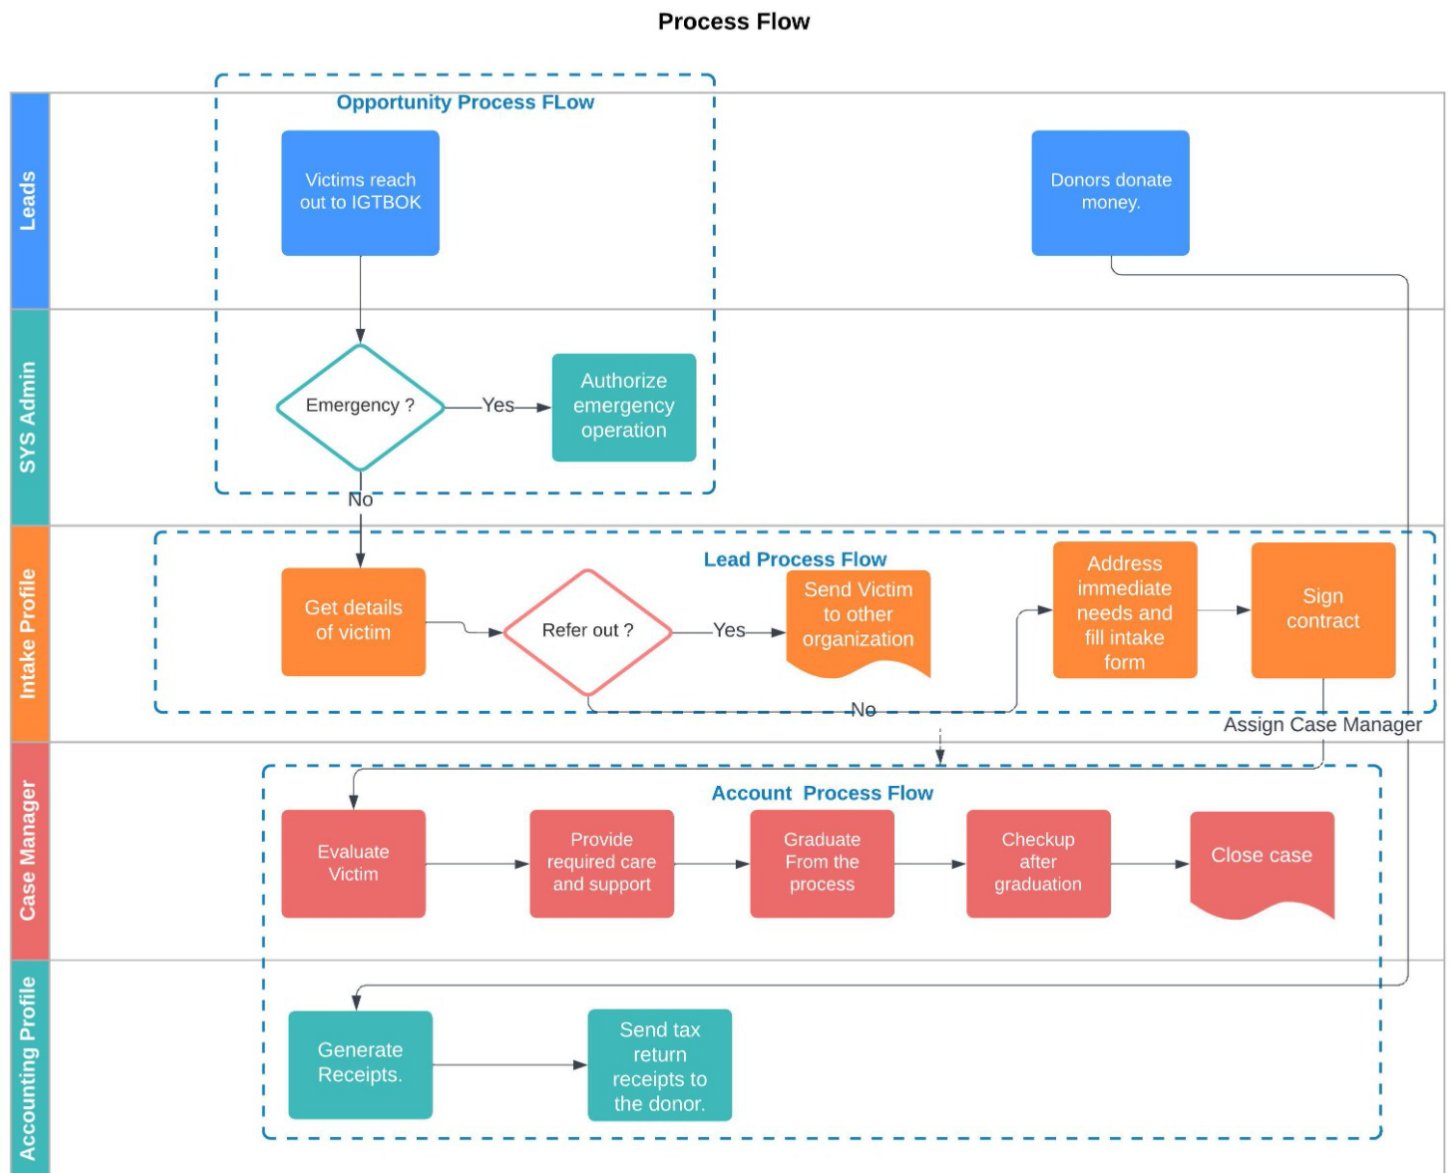 Process Flow
Leads
Opportunity Process FLow
Victims reach
out to IGTBOK
Donors donate
money.
SYS Admin
Emergency ?
Yes
Authorize
emergency
operation
No
Intake Profile
Lead Process Flow
Get details
of victim
Refer out ?
Yes
Send Victim
to other
organization
No
Address
immediate
needs and
fill intake
form
Sign
contract
Assign Case Manager
Case Manager
Account  Process Flow
Evaluate
Victim
Provide
required care
and support
Graduate
From the
process
Checkup
after
graduation
Close case
Accounting Profile
Generate
Receipts.
Send tax
return
receipts to
the donor.